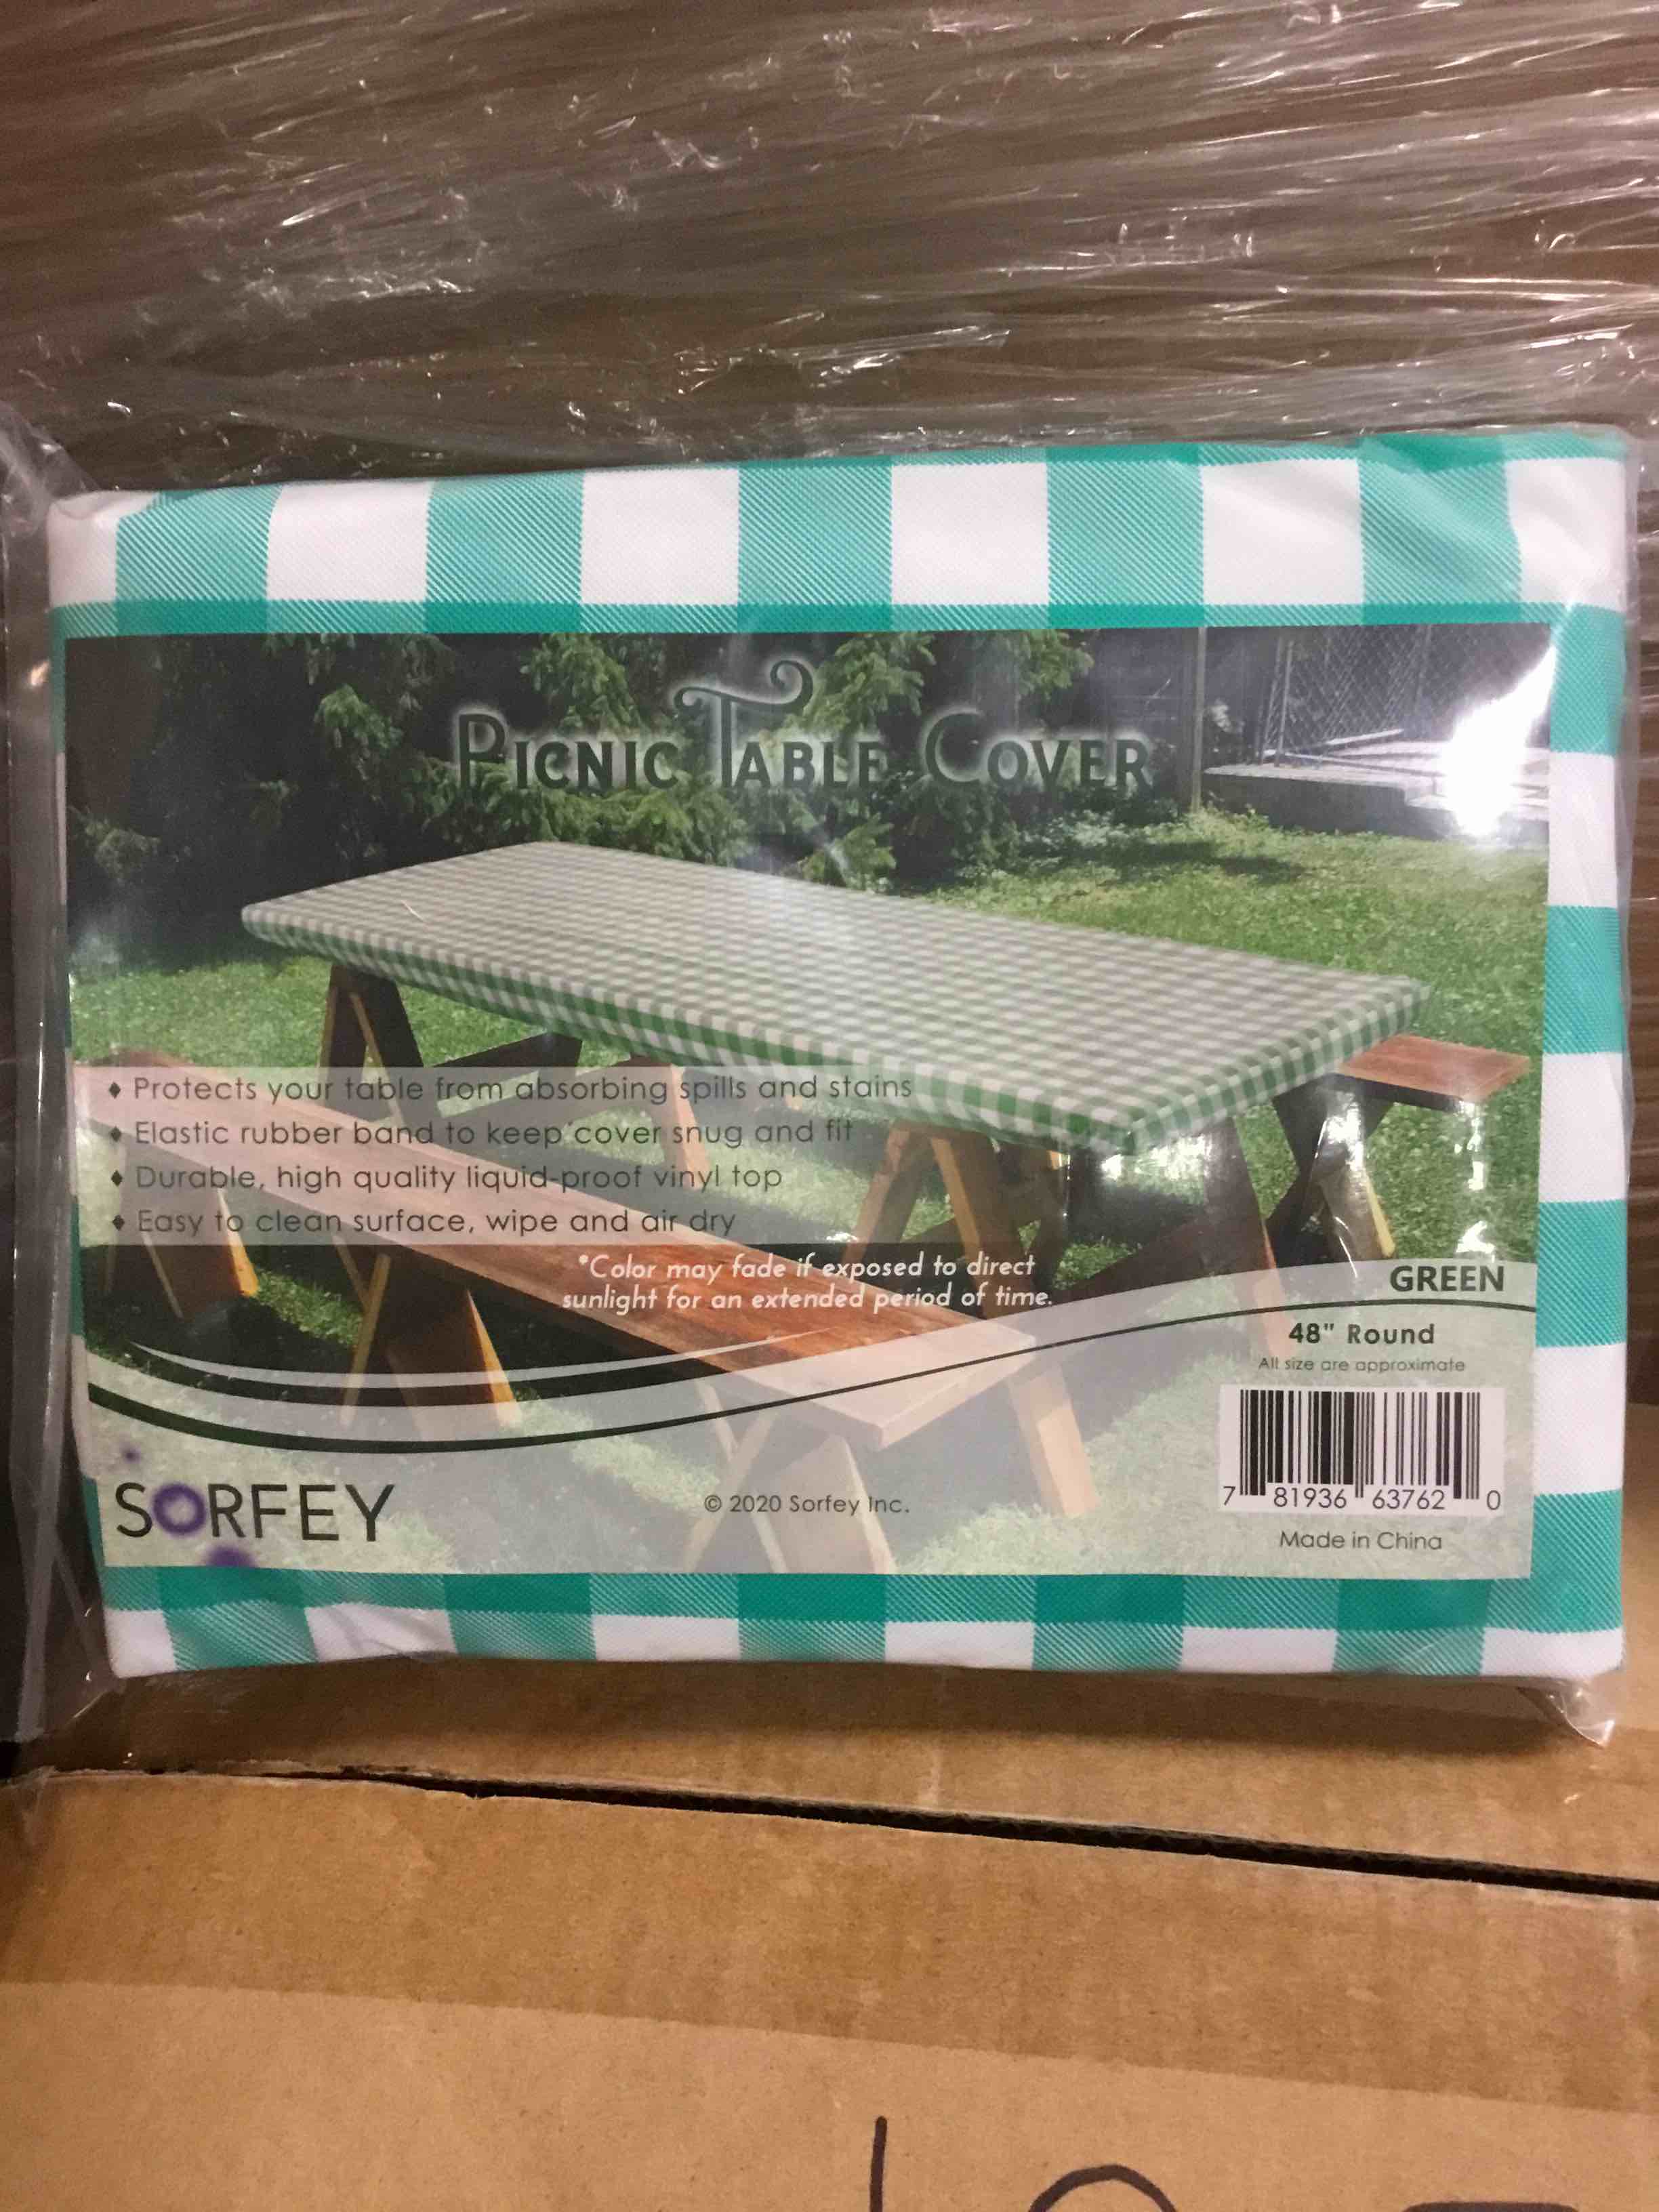 PICNIC TABLE COVER
♦ Protects your table from absorbing spills and stains
♦ Elastic rubber band to keep cover snug and fit
♦ Durable, high quality liquid-proof vinyl top
♦ Easy to clean surface, wipe and air dry
*Color may fade if exposed to direct
sunlight for an extended period of time.
GREEN
48" Round
All size are approximate
7 81936 63762 0
SORFEY
© 2020 Sorfey Inc.
Made in China